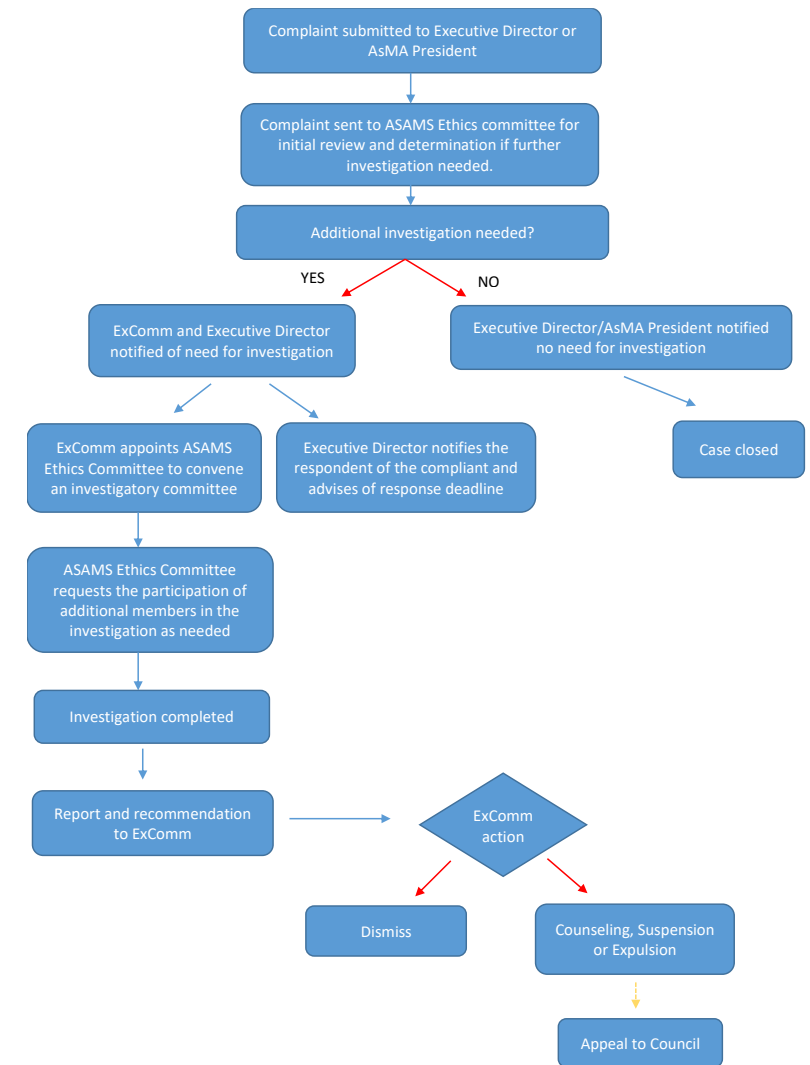 Complaint submitted to Executive Director or
AsMA President
Complaint sent to ASAMS Ethics committee for
initial review and determination if further
investigation needed.
Additional investigation needed?
YES
NO
ExComm and Executive Director
notified of need for investigation
Executive Director/AsMA President notified
no need for investigation
ExComm appoints ASAMS
Ethics Committee to convene
an investigatory committee
Executive Director notifies the
respondent of the compliant and
advises of response deadline
Case closed
ASAMS Ethics Committee
requests the participation of
additional members in the
investigation as needed
Investigation completed
Report and recommendation
to ExComm
ExComm
action
Dismiss
Counseling, Suspension
or Expulsion
Appeal to Council